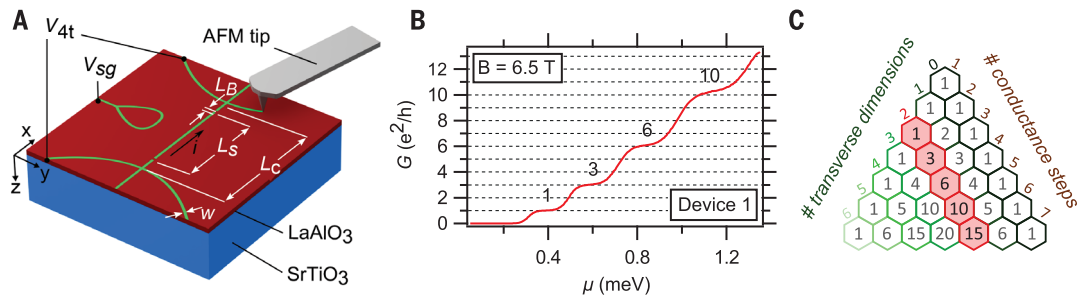 A
V4t
AFM tip
Vsg
LB
LS
i
LC
x
y
z
w
LaAlO3
SrTiO3
B
G (e²/h)
12
10
8
6
4
2
0
B = 6.5 T
1
3
6
10
Device 1
0.4
0.8
1.2
μ (meV)
C
# transverse dimensions
# conductance steps
0 1
1
1 2
1 1
2 3
1 2 1
3 4
1 3 3 1
4 5
1 4 6 4 1
5 6
1 5 10 10 5 1
6 7
1 6 15 20 15 6 1